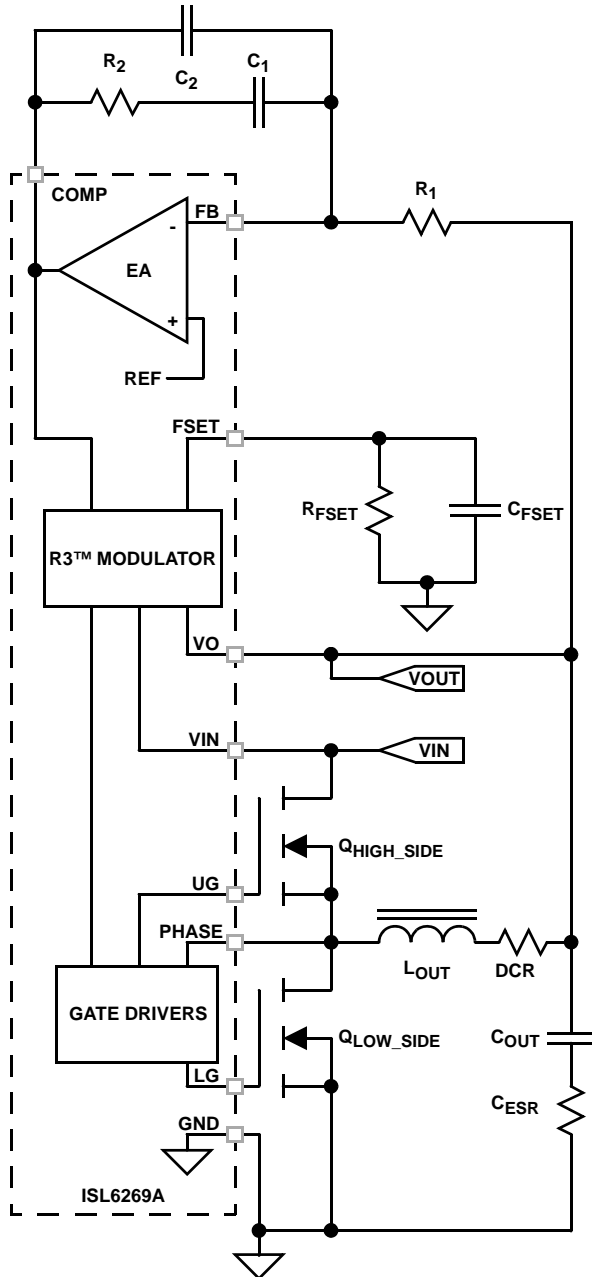 R2
C2
C1
COMP
FB
R1
-
EA
+
REF
FSET
RFSET
CFSET
R3™ MODULATOR
VO
VOUT
VIN
VIN
QHIGH_SIDE
UG
PHASE
LOUT
DCR
GATE DRIVERS
QLOW_SIDE
COUT
LG
CESR
GND
ISL6269A